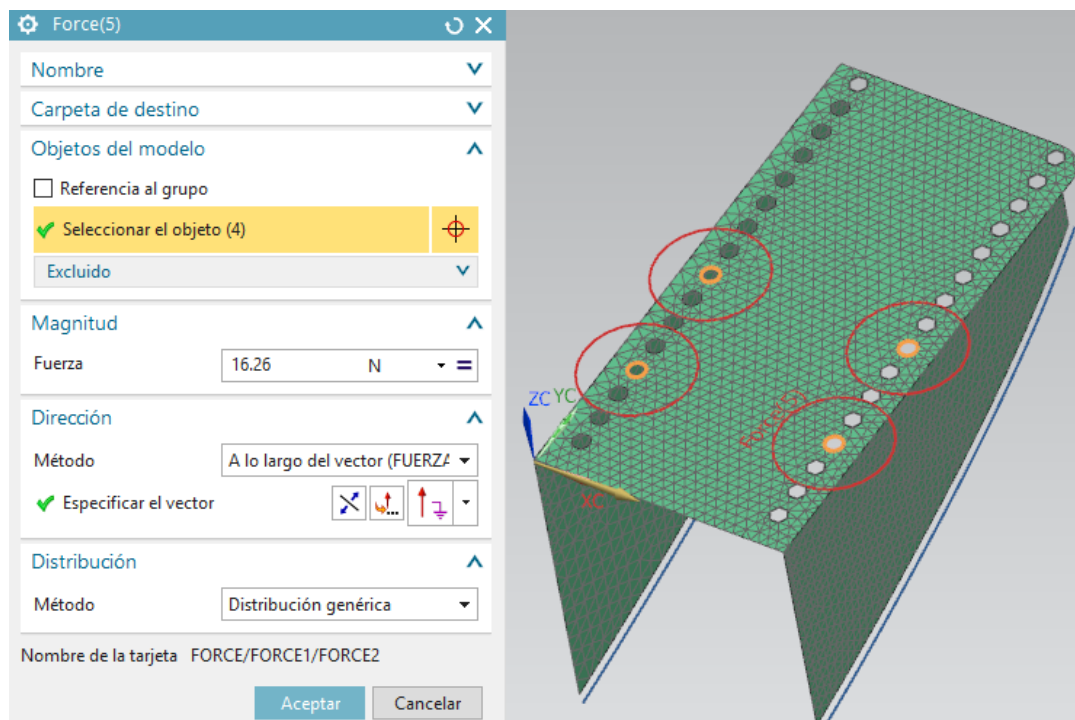 Force(5)
Nombre
Carpeta de destino
Objetos del modelo
Referencia al grupo
Seleccionar el objeto (4)
Excluido
Magnitud
Fuerza 16.26 N
Dirección
Método A lo largo del vector (FUERZA
Especificar el vector
Distribución
Método Distribución genérica
Nombre de la tarjeta FORCE/FORCE1/FORCE2
Aceptar Cancelar
ZC YC
XC
Force(5)